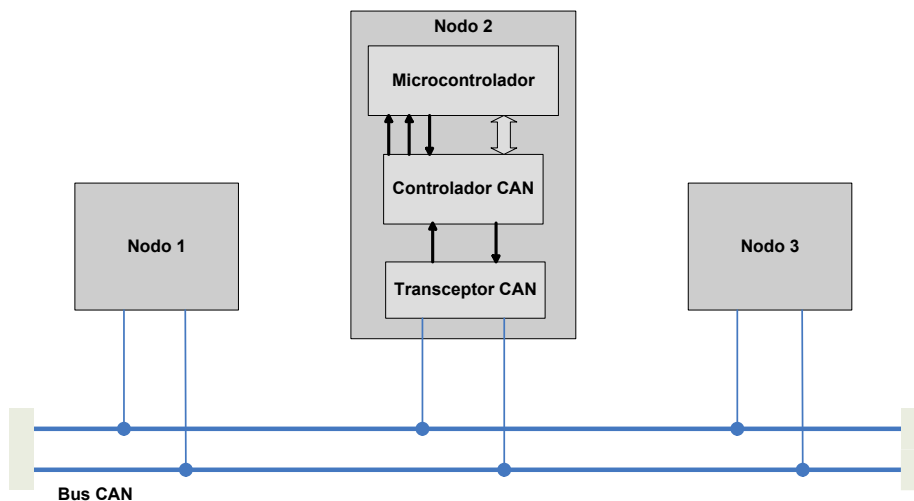 Nodo 2
Microcontrolador
Controlador CAN
Nodo 1
Nodo 3
Transceptor CAN
Bus CAN